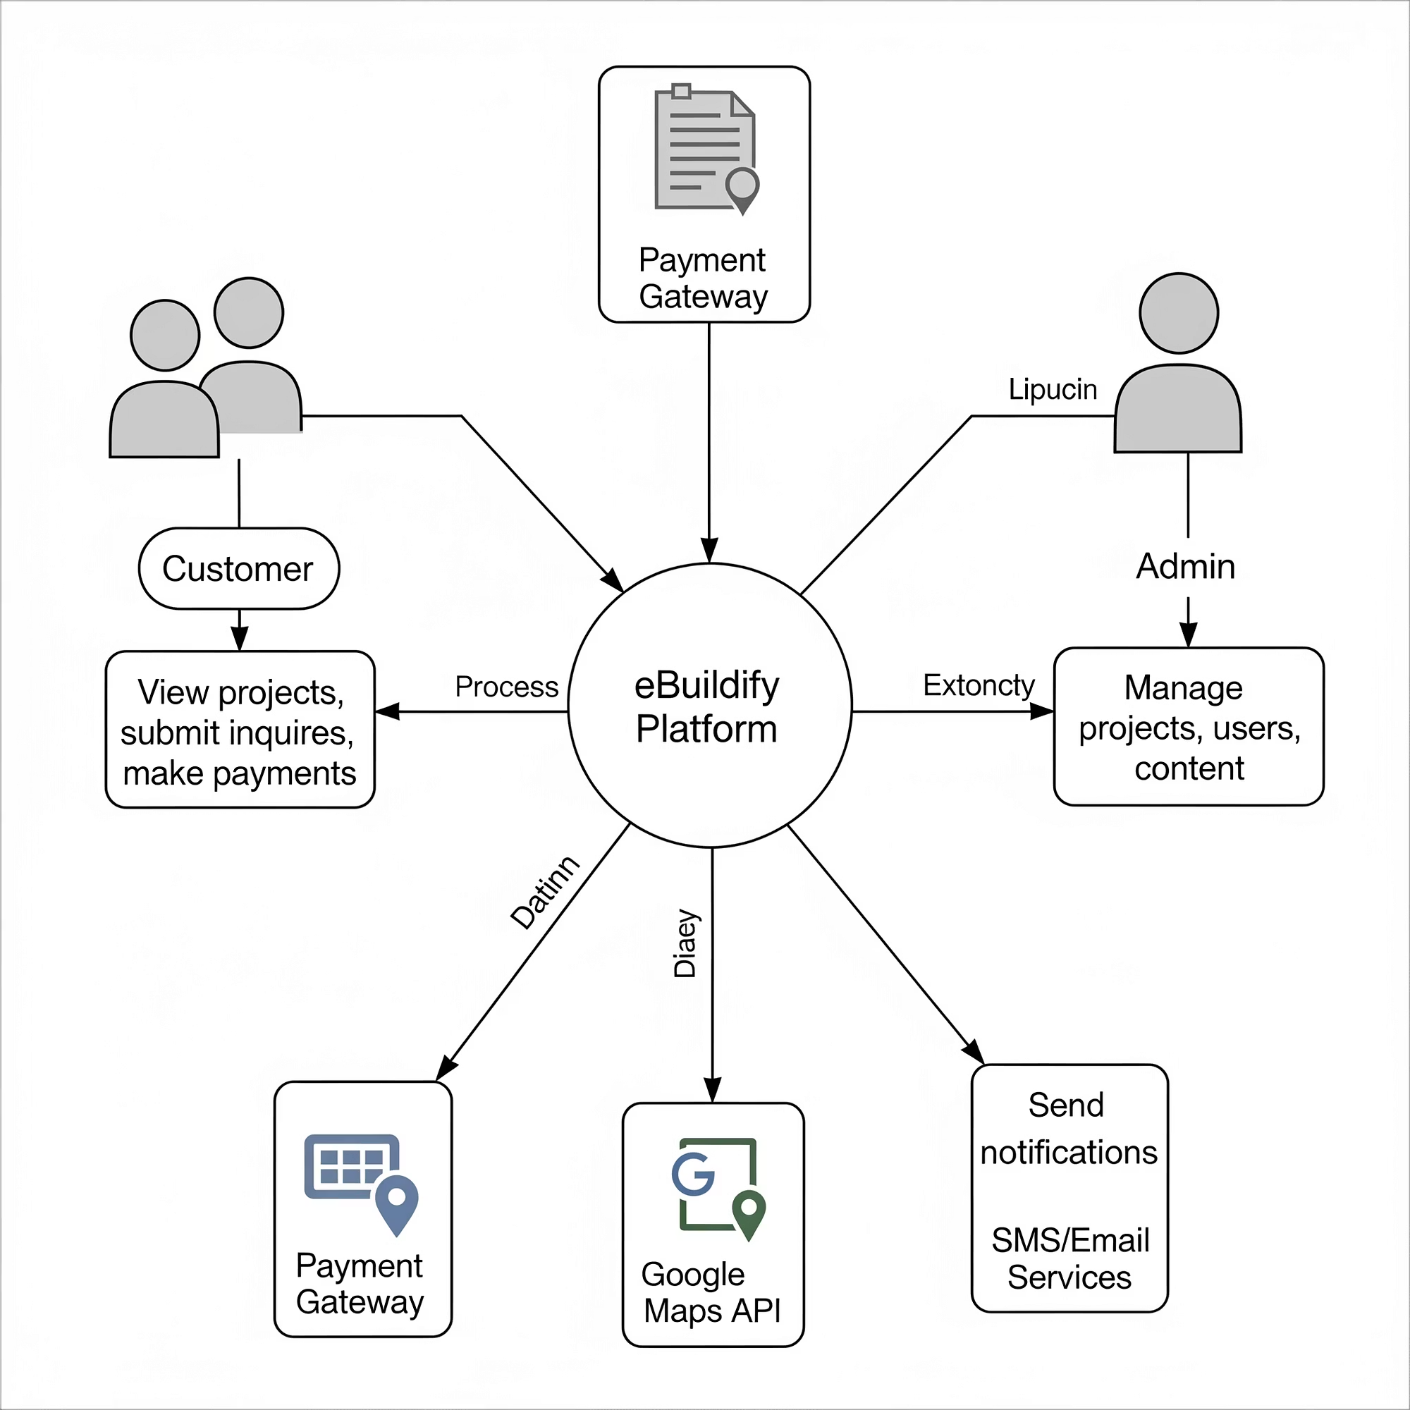 Payment
Gateway
Lipucin
Customer
Admin
View projects,
submit inquires,
make payments
Process
eBuildify
Platform
Extoncty
Manage
projects, users,
content
Datinn
Diaey
Payment
Gateway
G
Google
Maps API
Send
notifications
SMS/Email
Services